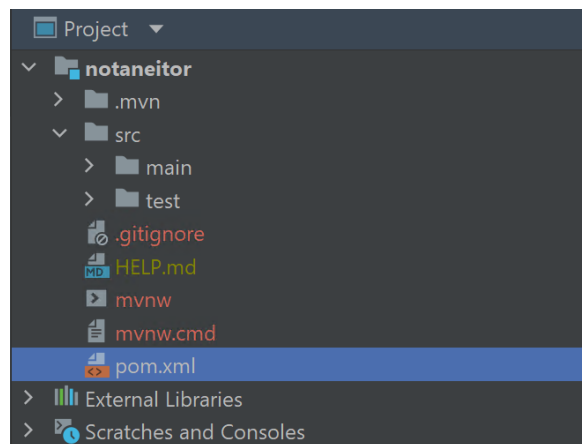 Project
notaneitor
.mvn
src
main
test
.gitignore
MD HELP.md
mvnw
mvnw.cmd
pom.xml
External Libraries
Scratches and Consoles